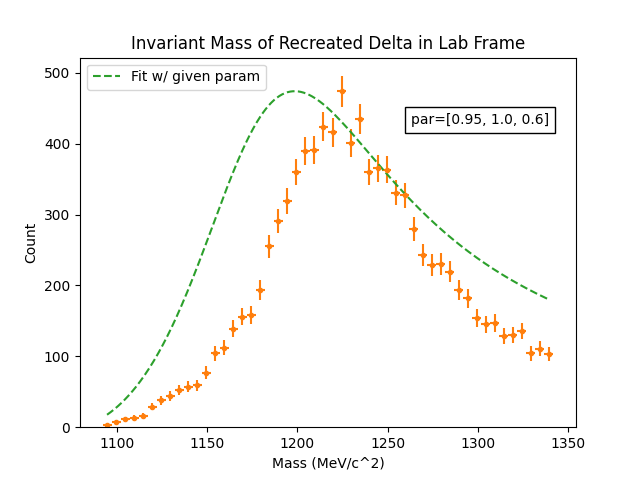 Invariant Mass of Recreated Delta in Lab Frame
Fit w/ given param
par=[0.95, 1.0, 0.6]
500
400
300
200
100
0
Count
1100 1150 1200 1250 1300 1350
Mass (MeV/c^2)